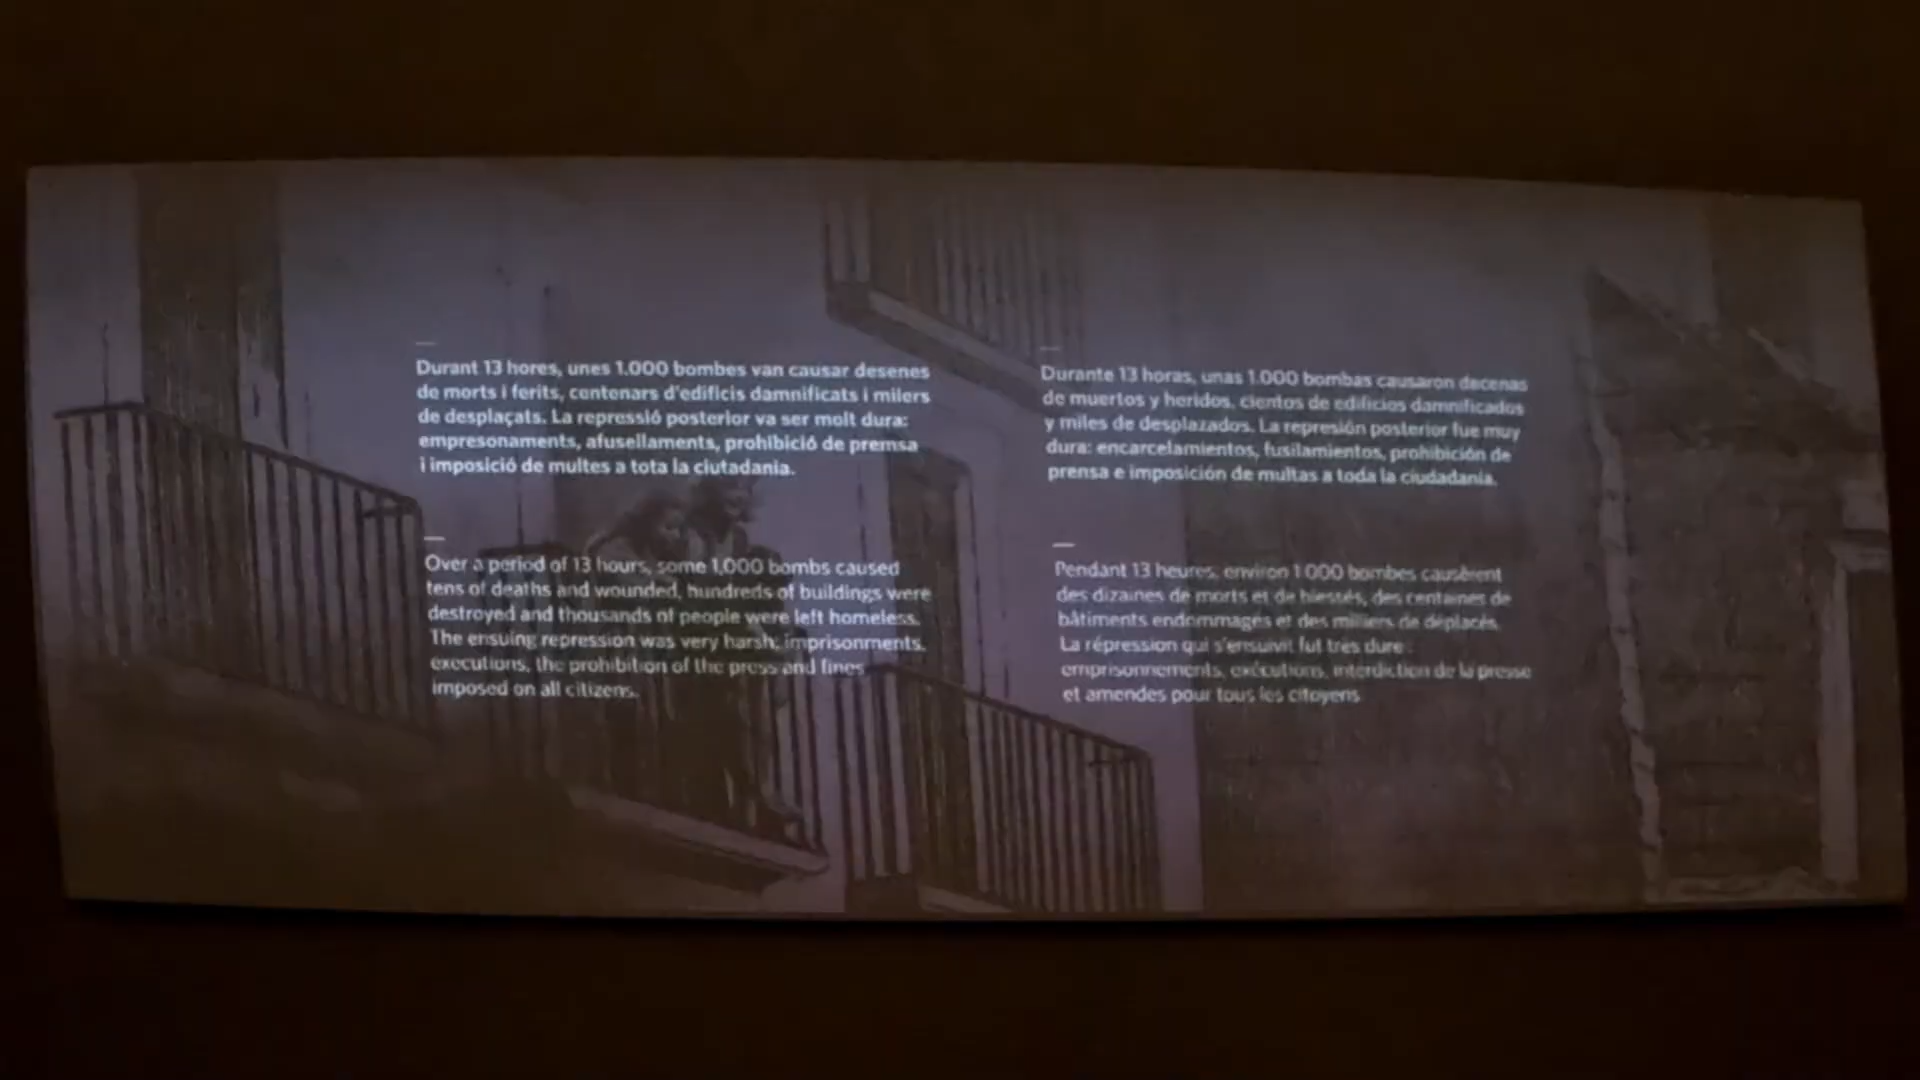 Durant 13 hores, unes 1.000 bombes van causar desenes
de morts i ferits, centenars d'edificis damnificats i milers
de desplaçats. La repressió posterior va ser molt dura:
empresonaments, afusellaments, prohibició de premsa
i imposició de multes a tota la ciutadania.
Over a period of 13 hours, some 1,000 bombs caused
tens of deaths and wounded, hundreds of buildings were
destroyed and thousands of people were left homeless.
The ensuing repression was very harsh; imprisonments,
executions, the prohibition of the press and fines
imposed on all citizens.
Durante 13 horas, unas 1.000 bombas causaron decenas
de muertos y heridos, cientos de edificios damnificados
y miles de desplazados. La represión posterior fue muy
dura: encarcelamientos, fusilamientos, prohibición de
prensa e imposición de multas a toda la ciudadanía.
Pendant 13 heures, environ 1 000 bombes causèrent
des dizaines de morts et de blessés, des centaines de
bâtiments endommagés et des milliers de déplacés.
La répression qui s'ensuivit fut très dure :
emprisonnements, exécutions, interdiction de la presse
et amendes pour tous les citoyens.